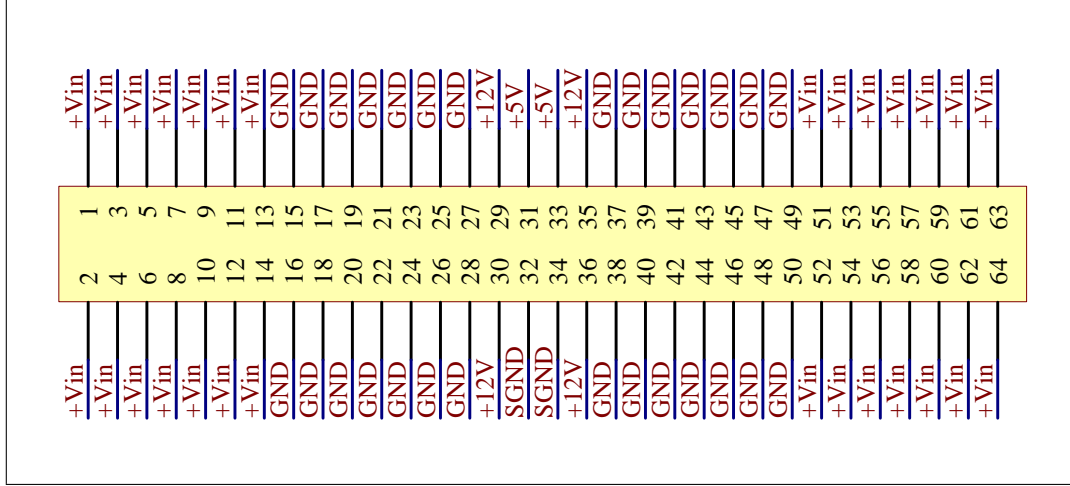 +Vin +Vin +Vin +Vin +Vin +Vin +Vin GND GND GND GND GND GND GND +12V +5V +5V +12V GND GND GND GND GND GND GND +Vin +Vin +Vin +Vin +Vin +Vin +Vin
1 3 5 7 9 11 13 15 17 19 21 23 25 27 29 31 33 35 37 39 41 43 45 47 49 51 53 55 57 59 61 63
2 4 6 8 10 12 14 16 18 20 22 24 26 28 30 32 34 36 38 40 42 44 46 48 50 52 54 56 58 60 62 64
+Vin +Vin +Vin +Vin +Vin +Vin +Vin GND GND GND GND GND GND GND +12V SGND SGND +12V GND GND GND GND GND GND GND +Vin +Vin +Vin +Vin +Vin +Vin +Vin